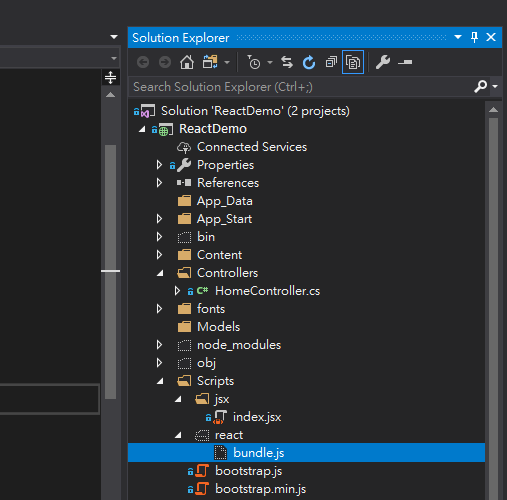 Solution Explorer
Search Solution Explorer (Ctrl+;)
Solution 'ReactDemo' (2 projects)
ReactDemo
Connected Services
Properties
References
App_Data
App_Start
bin
Content
Controllers
C# HomeController.cs
fonts
Models
node_modules
obj
Scripts
jsx
index.jsx
react
bundle.js
bootstrap.js
bootstrap.min.js